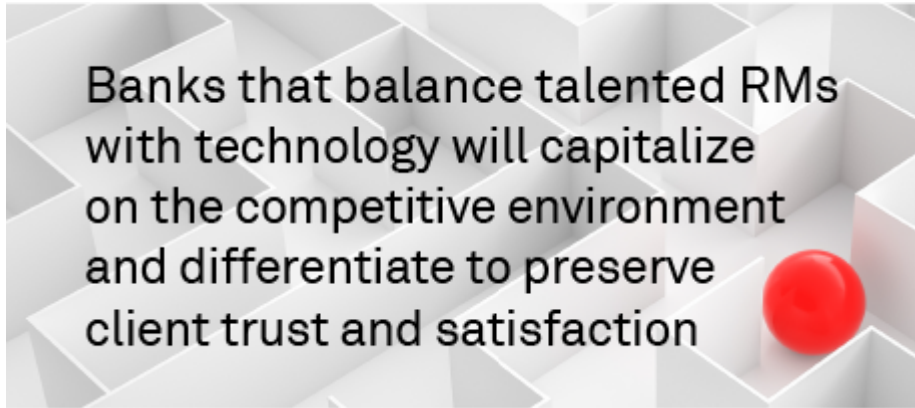 Banks that balance talented RMs
with technology will capitalize
on the competitive environment
and differentiate to preserve
client trust and satisfaction